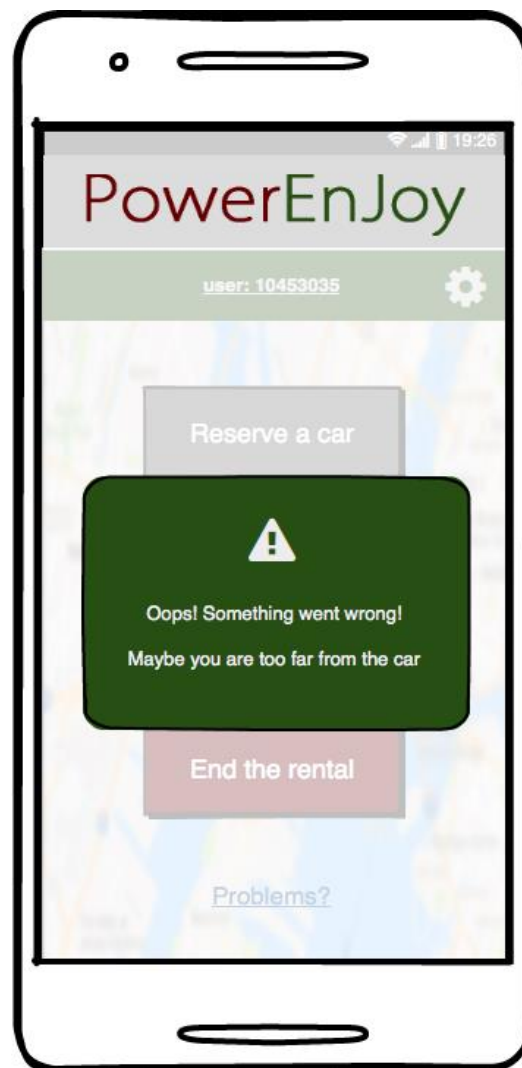 19:26
PowerEnJoy
user: 10453035
Reserve a car
Oops! Something went wrong!
Maybe you are too far from the car
End the rental
Problems?